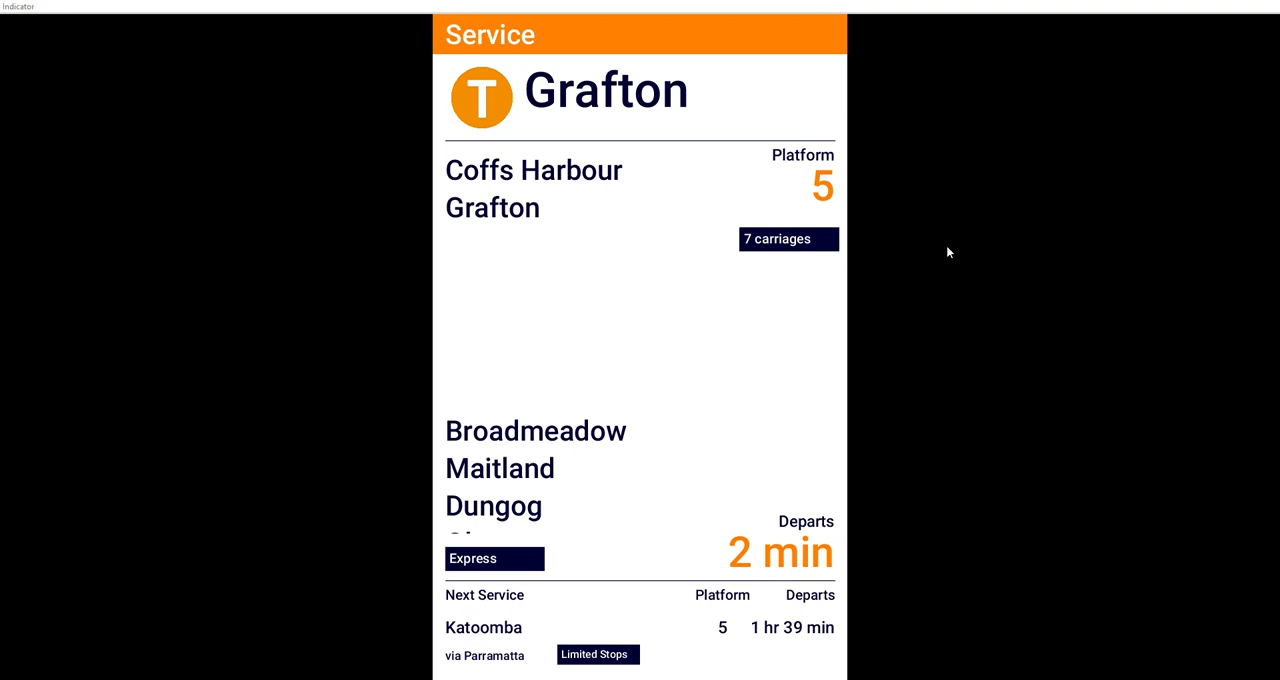 Indicator
Service
T Grafton
Platform
5
Coffs Harbour
Grafton
7 carriages
Broadmeadow
Maitland
Dungog
Departs
2 min
Express
Next Service Platform Departs
Katoomba 5 1 hr 39 min
via Parramatta Limited Stops